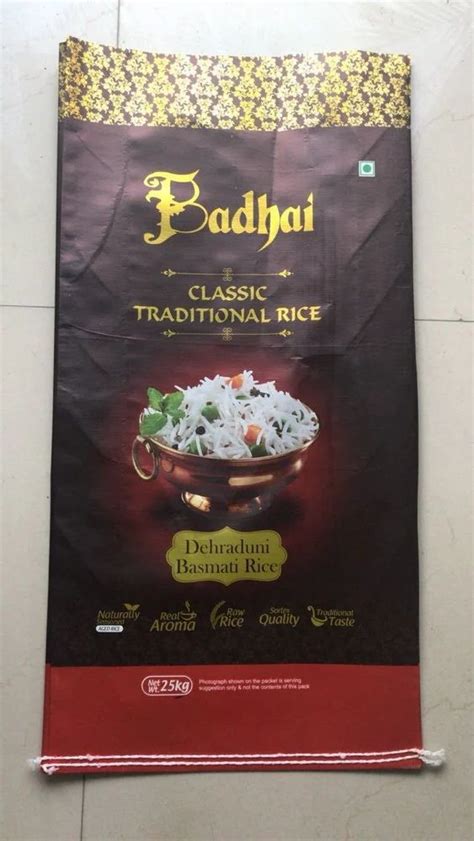 Badhai
CLASSIC
TRADITIONAL RICE
Dehraduni
Basmati Rice
Naturally
AGED RICE
Real
Aroma
Raw
Rice
Sortex
Quality
Traditional
Taste
Net
Wt. 25kg
Photograph shown on the packet is serving
suggestion only & not the contents of this pack